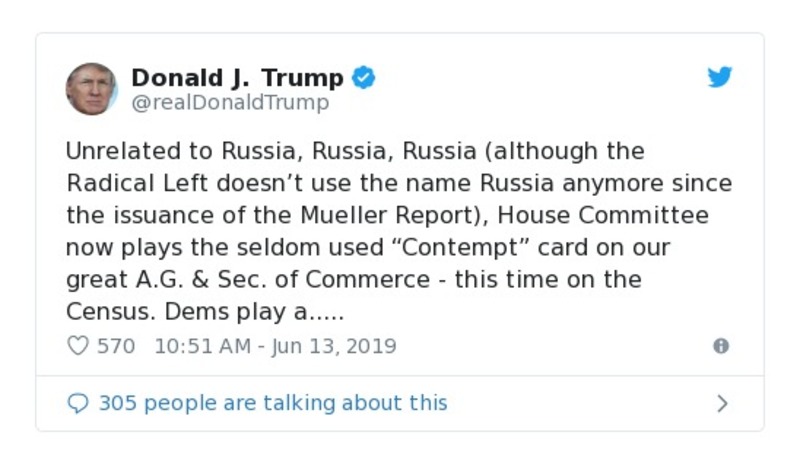 Donald J. Trump
@realDonaldTrump
Unrelated to Russia, Russia, Russia (although the
Radical Left doesn’t use the name Russia anymore since
the issuance of the Mueller Report), House Committee
now plays the seldom used “Contempt” card on our
great A.G. & Sec. of Commerce - this time on the
Census. Dems play a.....
570 10:51 AM - Jun 13, 2019
305 people are talking about this